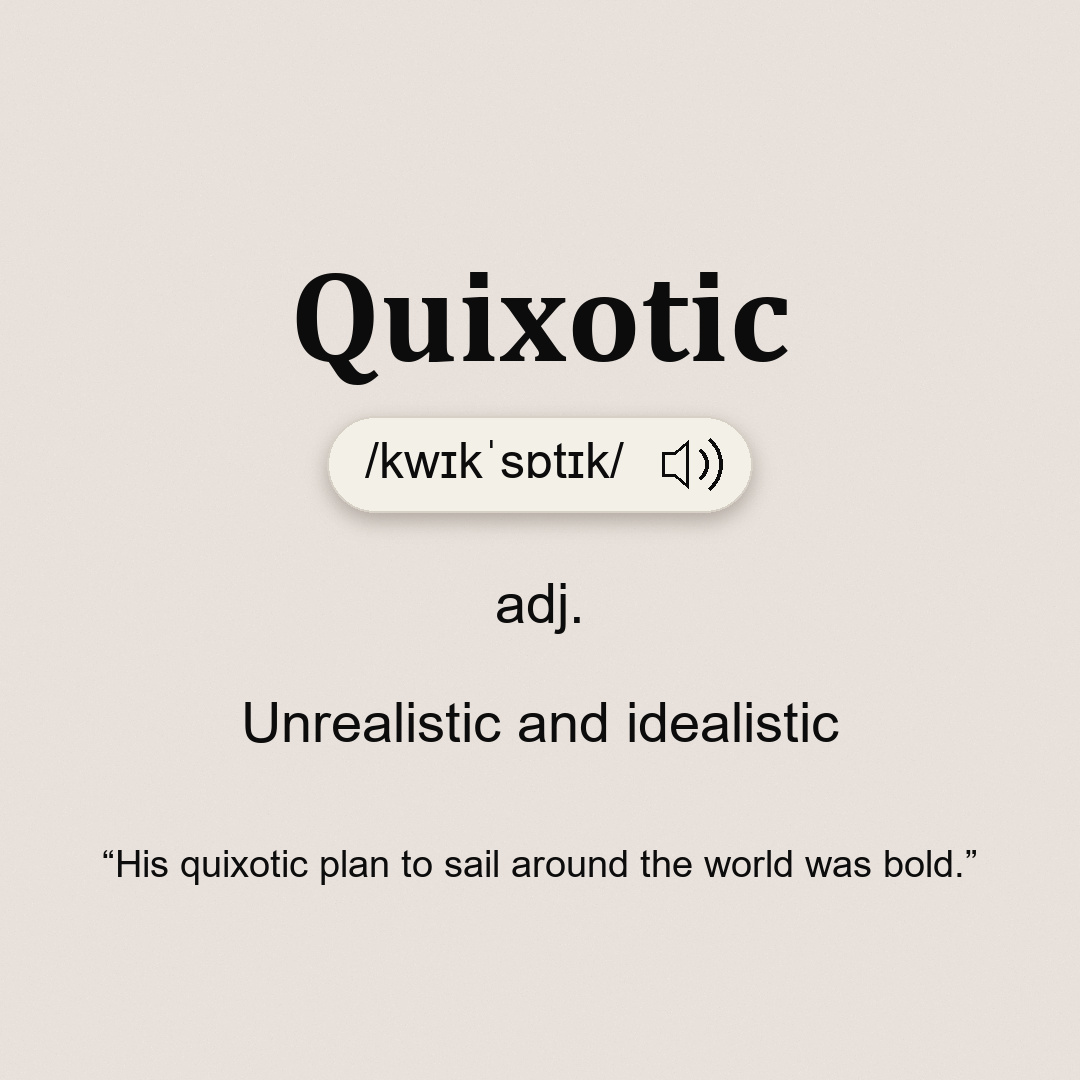 Quixotic
/kwɪkˈsɒtɪk/
adj.
Unrealistic and idealistic
“His quixotic plan to sail around the world was bold.”